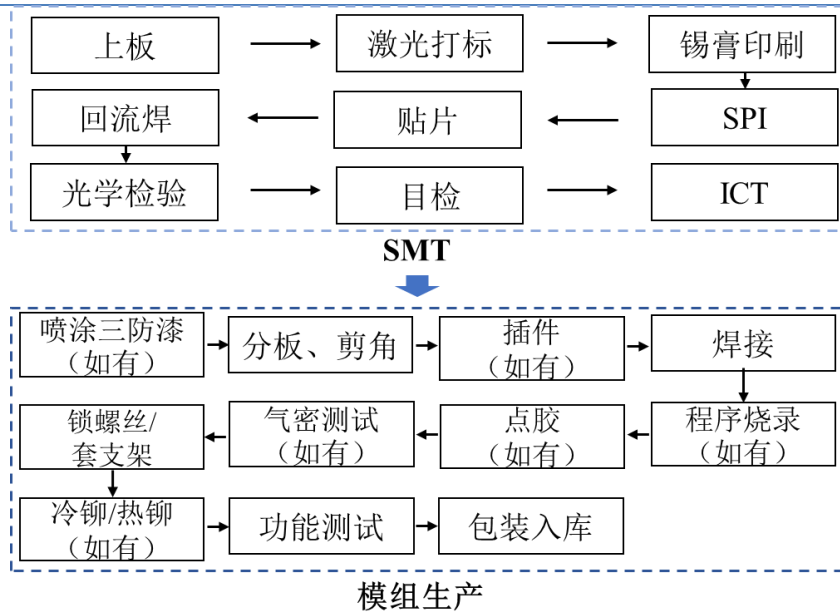 上板
激光打标
锡膏印刷
回流焊
贴片
SPI
光学检验
目检
ICT
SMT
喷涂三防漆
（如有）
分板、剪角
插件
（如有）
焊接
锁螺丝/
套支架
气密测试
（如有）
点胶
（如有）
程序烧录
（如有）
冷铆/热铆
（如有）
功能测试
包装入库
模组生产